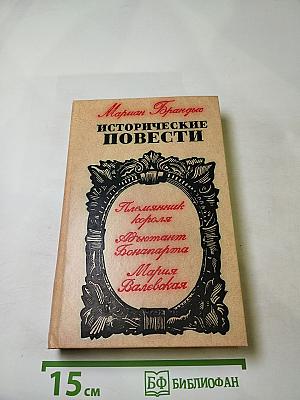 Мариан Брандыс
ИСТОРИЧЕСКИЕ
ПОВЕСТИ
Племянник
короля
Адъютант
Бонапарта
Мария
Валевская
15 см
БФ БИБЛИОФАН